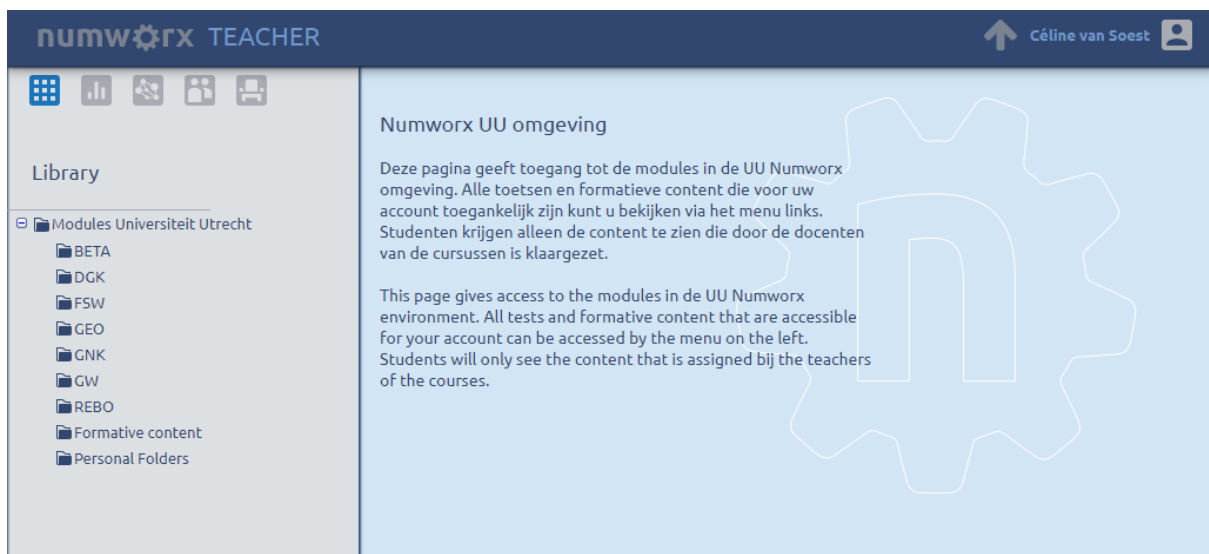 numworx TEACHER
Céline van Soest
Library
Modules Universiteit Utrecht
BETA
DGK
FSW
GEO
GNK
GW
REBO
Formative content
Personal Folders
Numworx UU omgeving
Deze pagina geeft toegang tot de modules in de UU Numworx
omgeving. Alle toetsen en formatieve content die voor uw
account toegankelijk zijn kunt u bekijken via het menu links.
Studenten krijgen alleen de content te zien die door de docenten
van de cursussen is klaargezet.
This page gives access to the modules in de UU Numworx
environment. All tests and formative content that are accessible
for your account can be accessed by the menu on the left.
Students will only see the content that is assigned bij the teachers
of the courses.
n